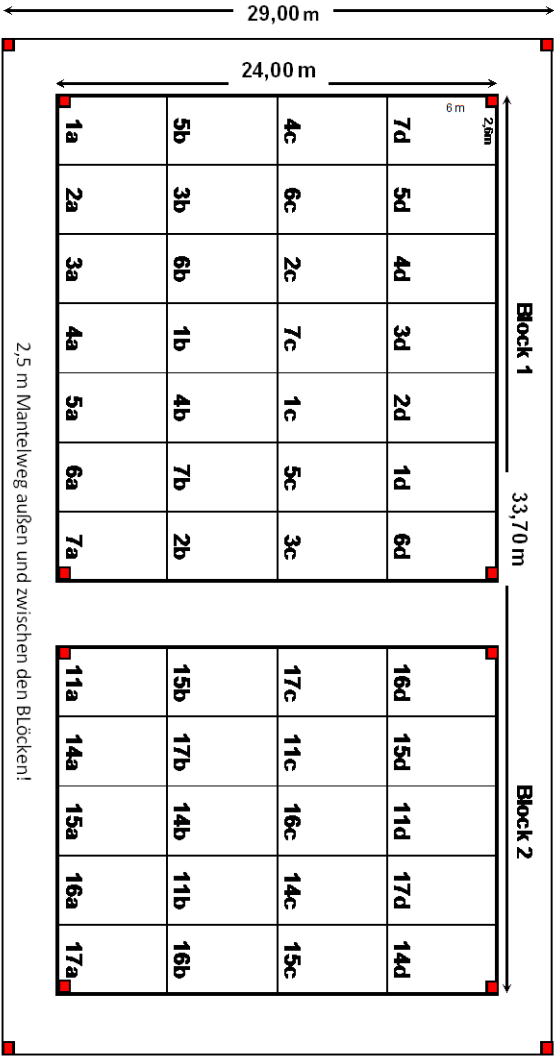 29,00 m
24,00 m
1a 5b 4c 7d 6 m 2,6m
2a 3b 6c 5d
3a 6b 2c 4d
4a 1b 7c 3d
5a 4b 1c 2d
6a 7b 5c 1d
7a 2b 3c 6d
Block 1
33,70 m
11a 15b 17c 16d
14a 17b 11c 15d
15a 14b 16c 11d
16a 11b 14c 17d
17a 16b 15c 14d
Block 2
2,5 m Mantelweg außen und zwischen den BLöcken!